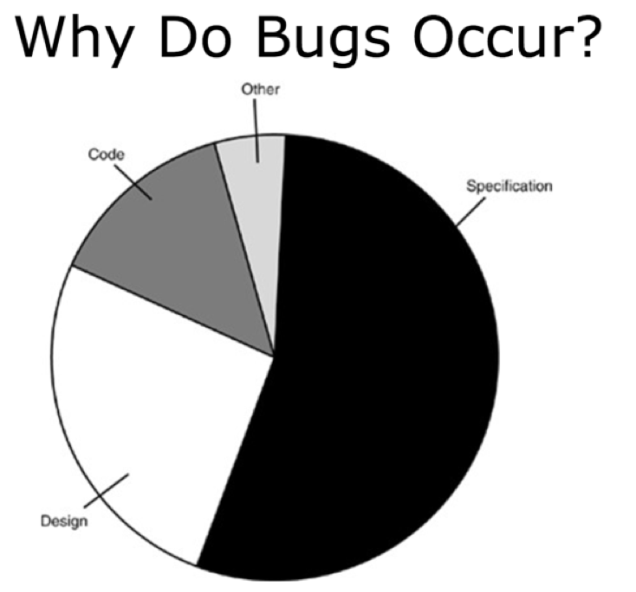 Why Do Bugs Occur?
Other
Code
Specification
Design